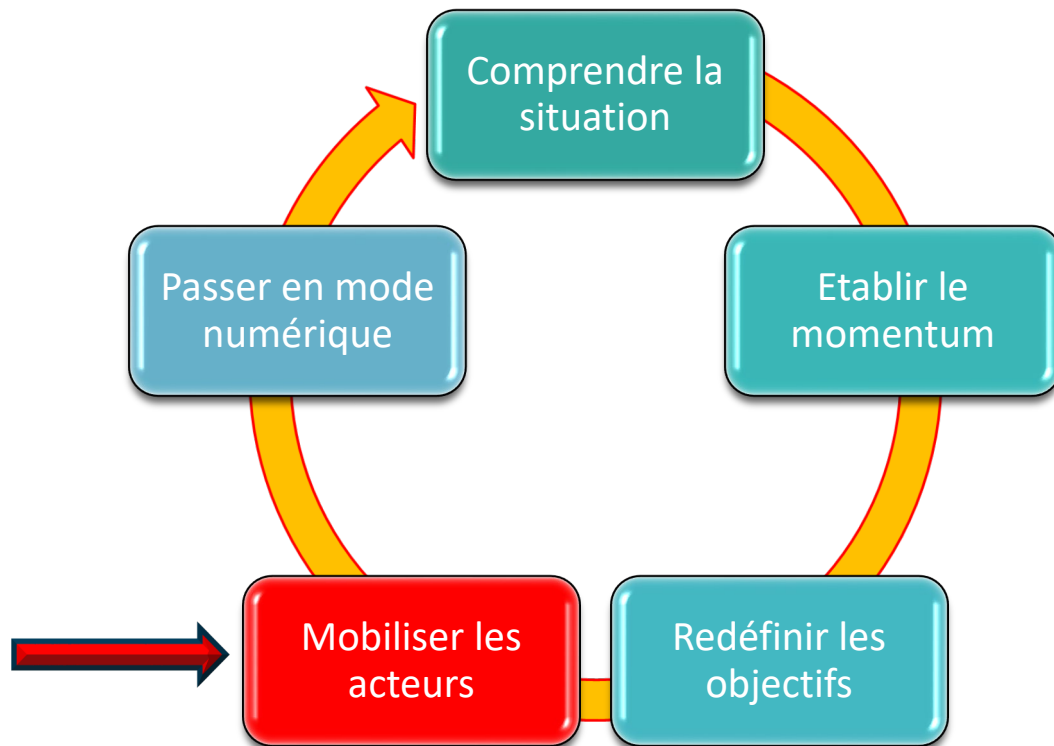 Comprendre la
situation
Etablir le
momentum
Redéfinir les
objectifs
Mobiliser les
acteurs
Passer en mode
numérique